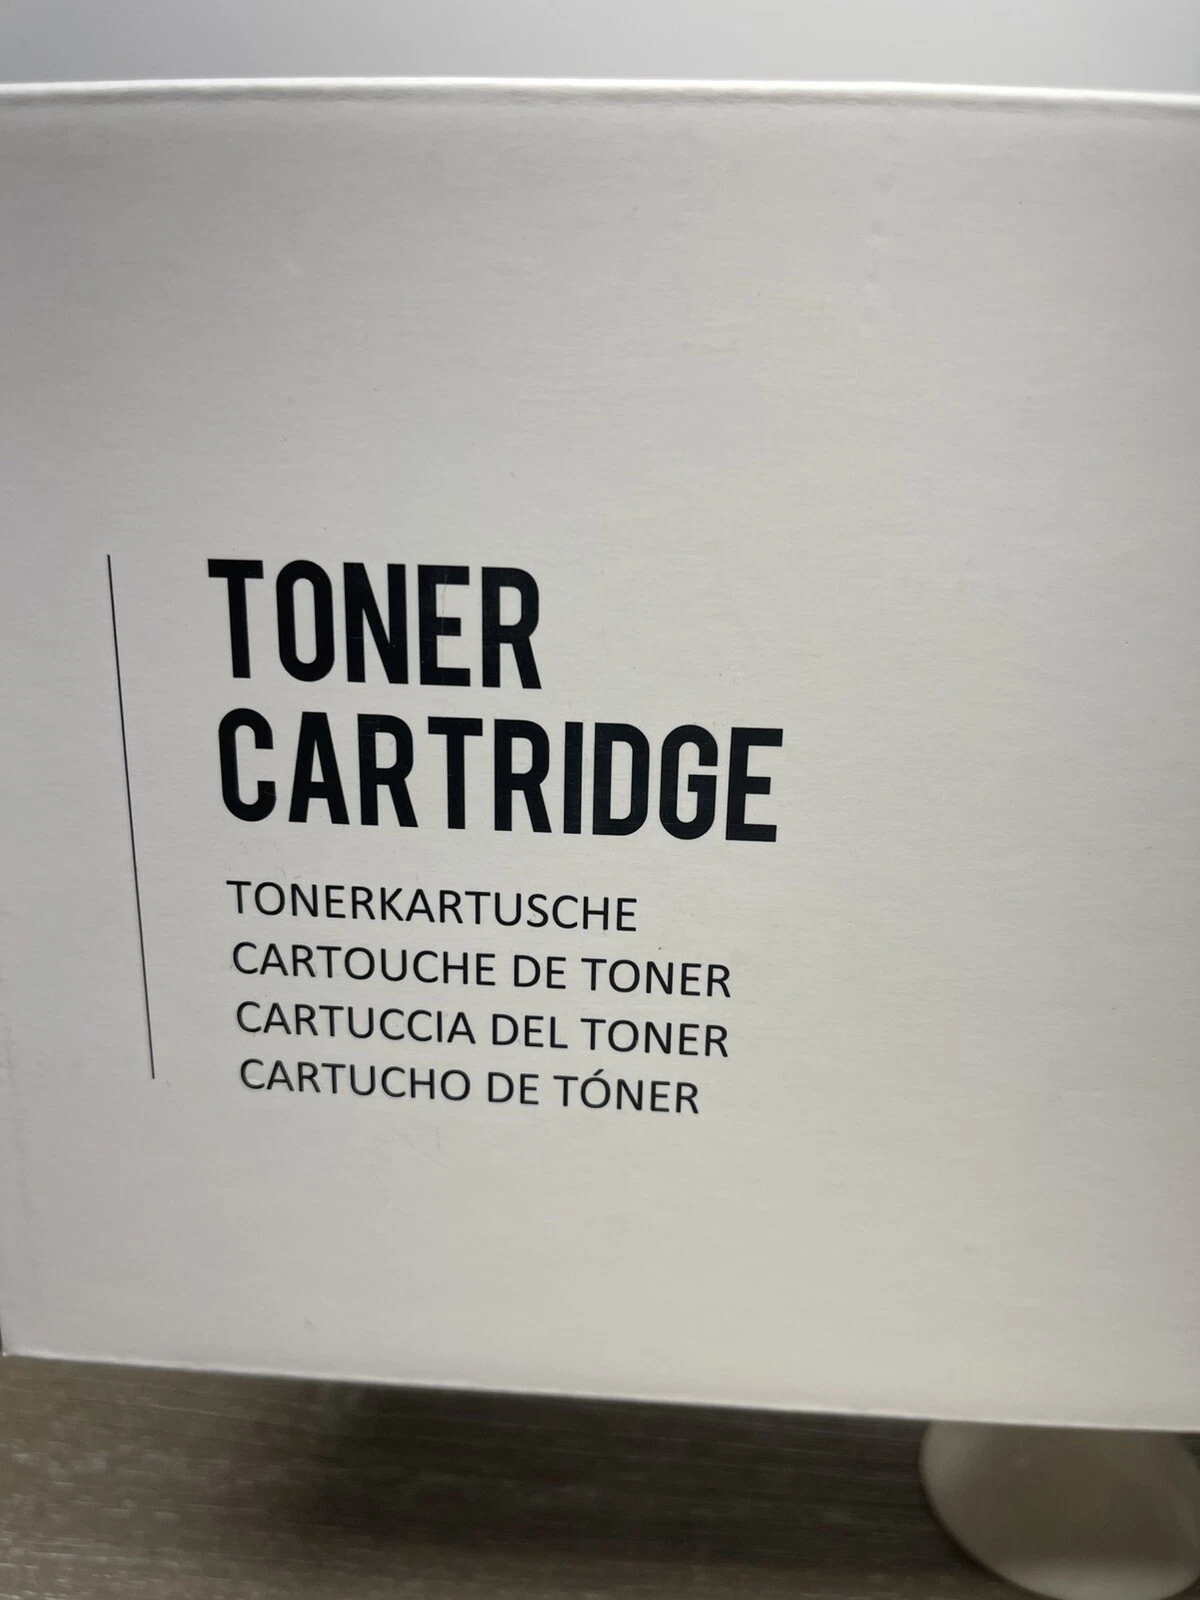 TONER
CARTRIDGE
TONERKARTUSCHE
CARTOUCHE DE TONER
CARTUCCIA DEL TONER
CARTUCHO DE TÓNER